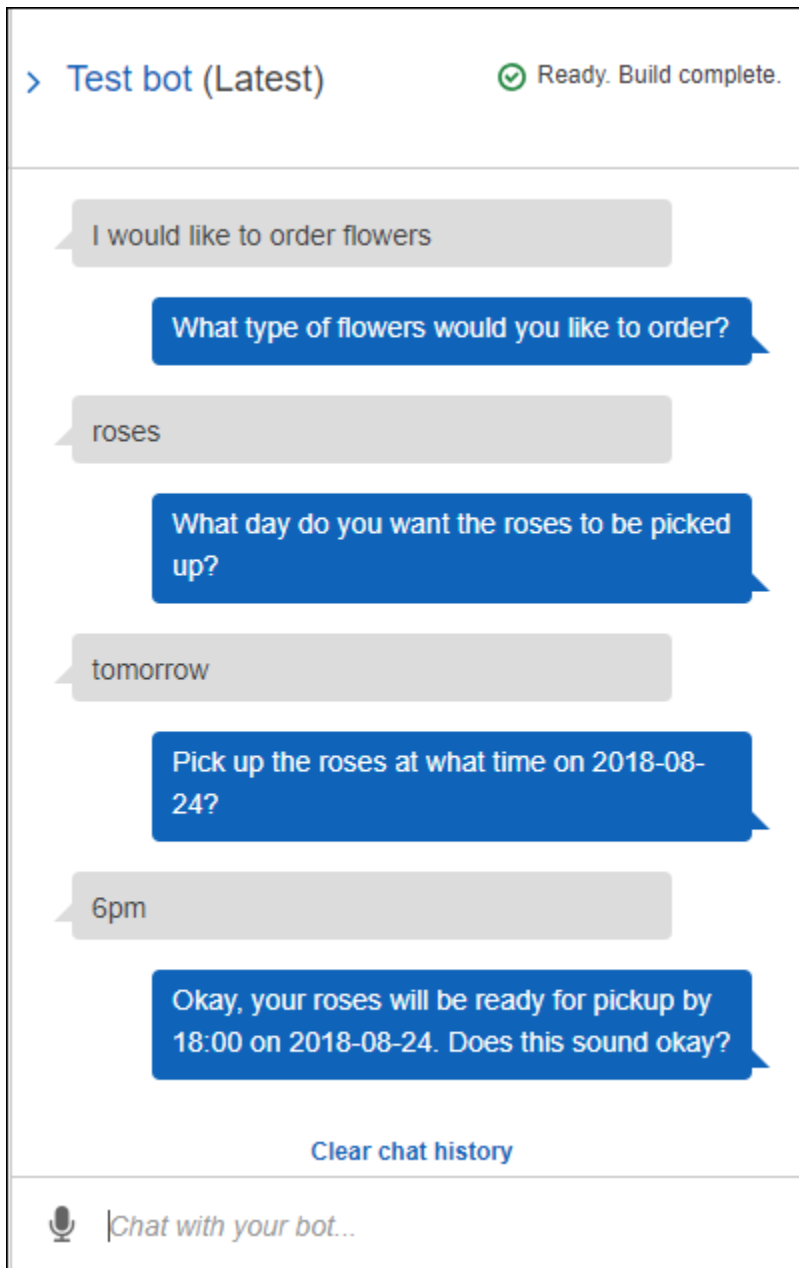 > Test bot (Latest)
Ready. Build complete.
I would like to order flowers
What type of flowers would you like to order?
roses
What day do you want the roses to be picked
up?
tomorrow
Pick up the roses at what time on 2018-08-
24?
6pm
Okay, your roses will be ready for pickup by
18:00 on 2018-08-24. Does this sound okay?
Clear chat history
Chat with your bot...